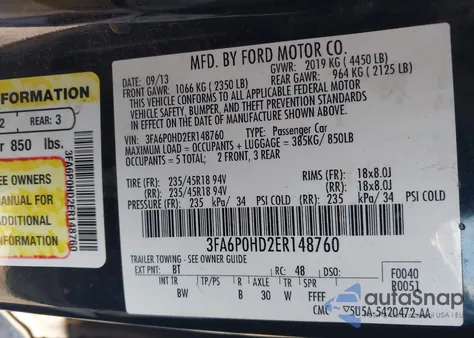 MFD. BY FORD MOTOR CO.
DATE: 09/13 GVWR: 2019 KG ( 4450 LB)
FRONT GAWR: 1066 KG ( 2350 LB) REAR GAWR: 964 KG ( 2125 LB)
THIS VEHICLE CONFORMS TO ALL APPLICABLE FEDERAL MOTOR
VEHICLE SAFETY, BUMPER, AND THEFT PREVENTION STANDARDS
IN EFFECT ON THE DATE OF MANUFACTURE SHOWN ABOVE.
VIN: 3FA6P0HD2ER148760 TYPE: Passenger Car
MAXIMUM LOAD = OCCUPANTS + LUGGAGE = 385KG / 850LB
OCCUPANTS = 5 TOTAL: 2 FRONT, 3 REAR
TIRE (FR): 235/45R18 94V RIMS (FR): 18x8.0J
(RR): 235/45R18 94V (RR): 18x8.0J
PRESSURE (FR): 235 kPa/ 34 PSI COLD (RR): 235 kPa/ 34 PSI COLD
3FA6P0HD2ER148760
TRAILER TOWING - SEE OWNER GUIDE
EXT PNT: BT RC: 48 DSO: F0040
R0051
INT TR TP/PS R AXLE TR SPR
BW B 30 W FFFF
CMC 5U5A-5420472-AA
autoSnap
FORMATION
2 REAR: 3
r 850 lbs.
3FA6P0HD2ER148760
SEE OWNERS
MANUAL